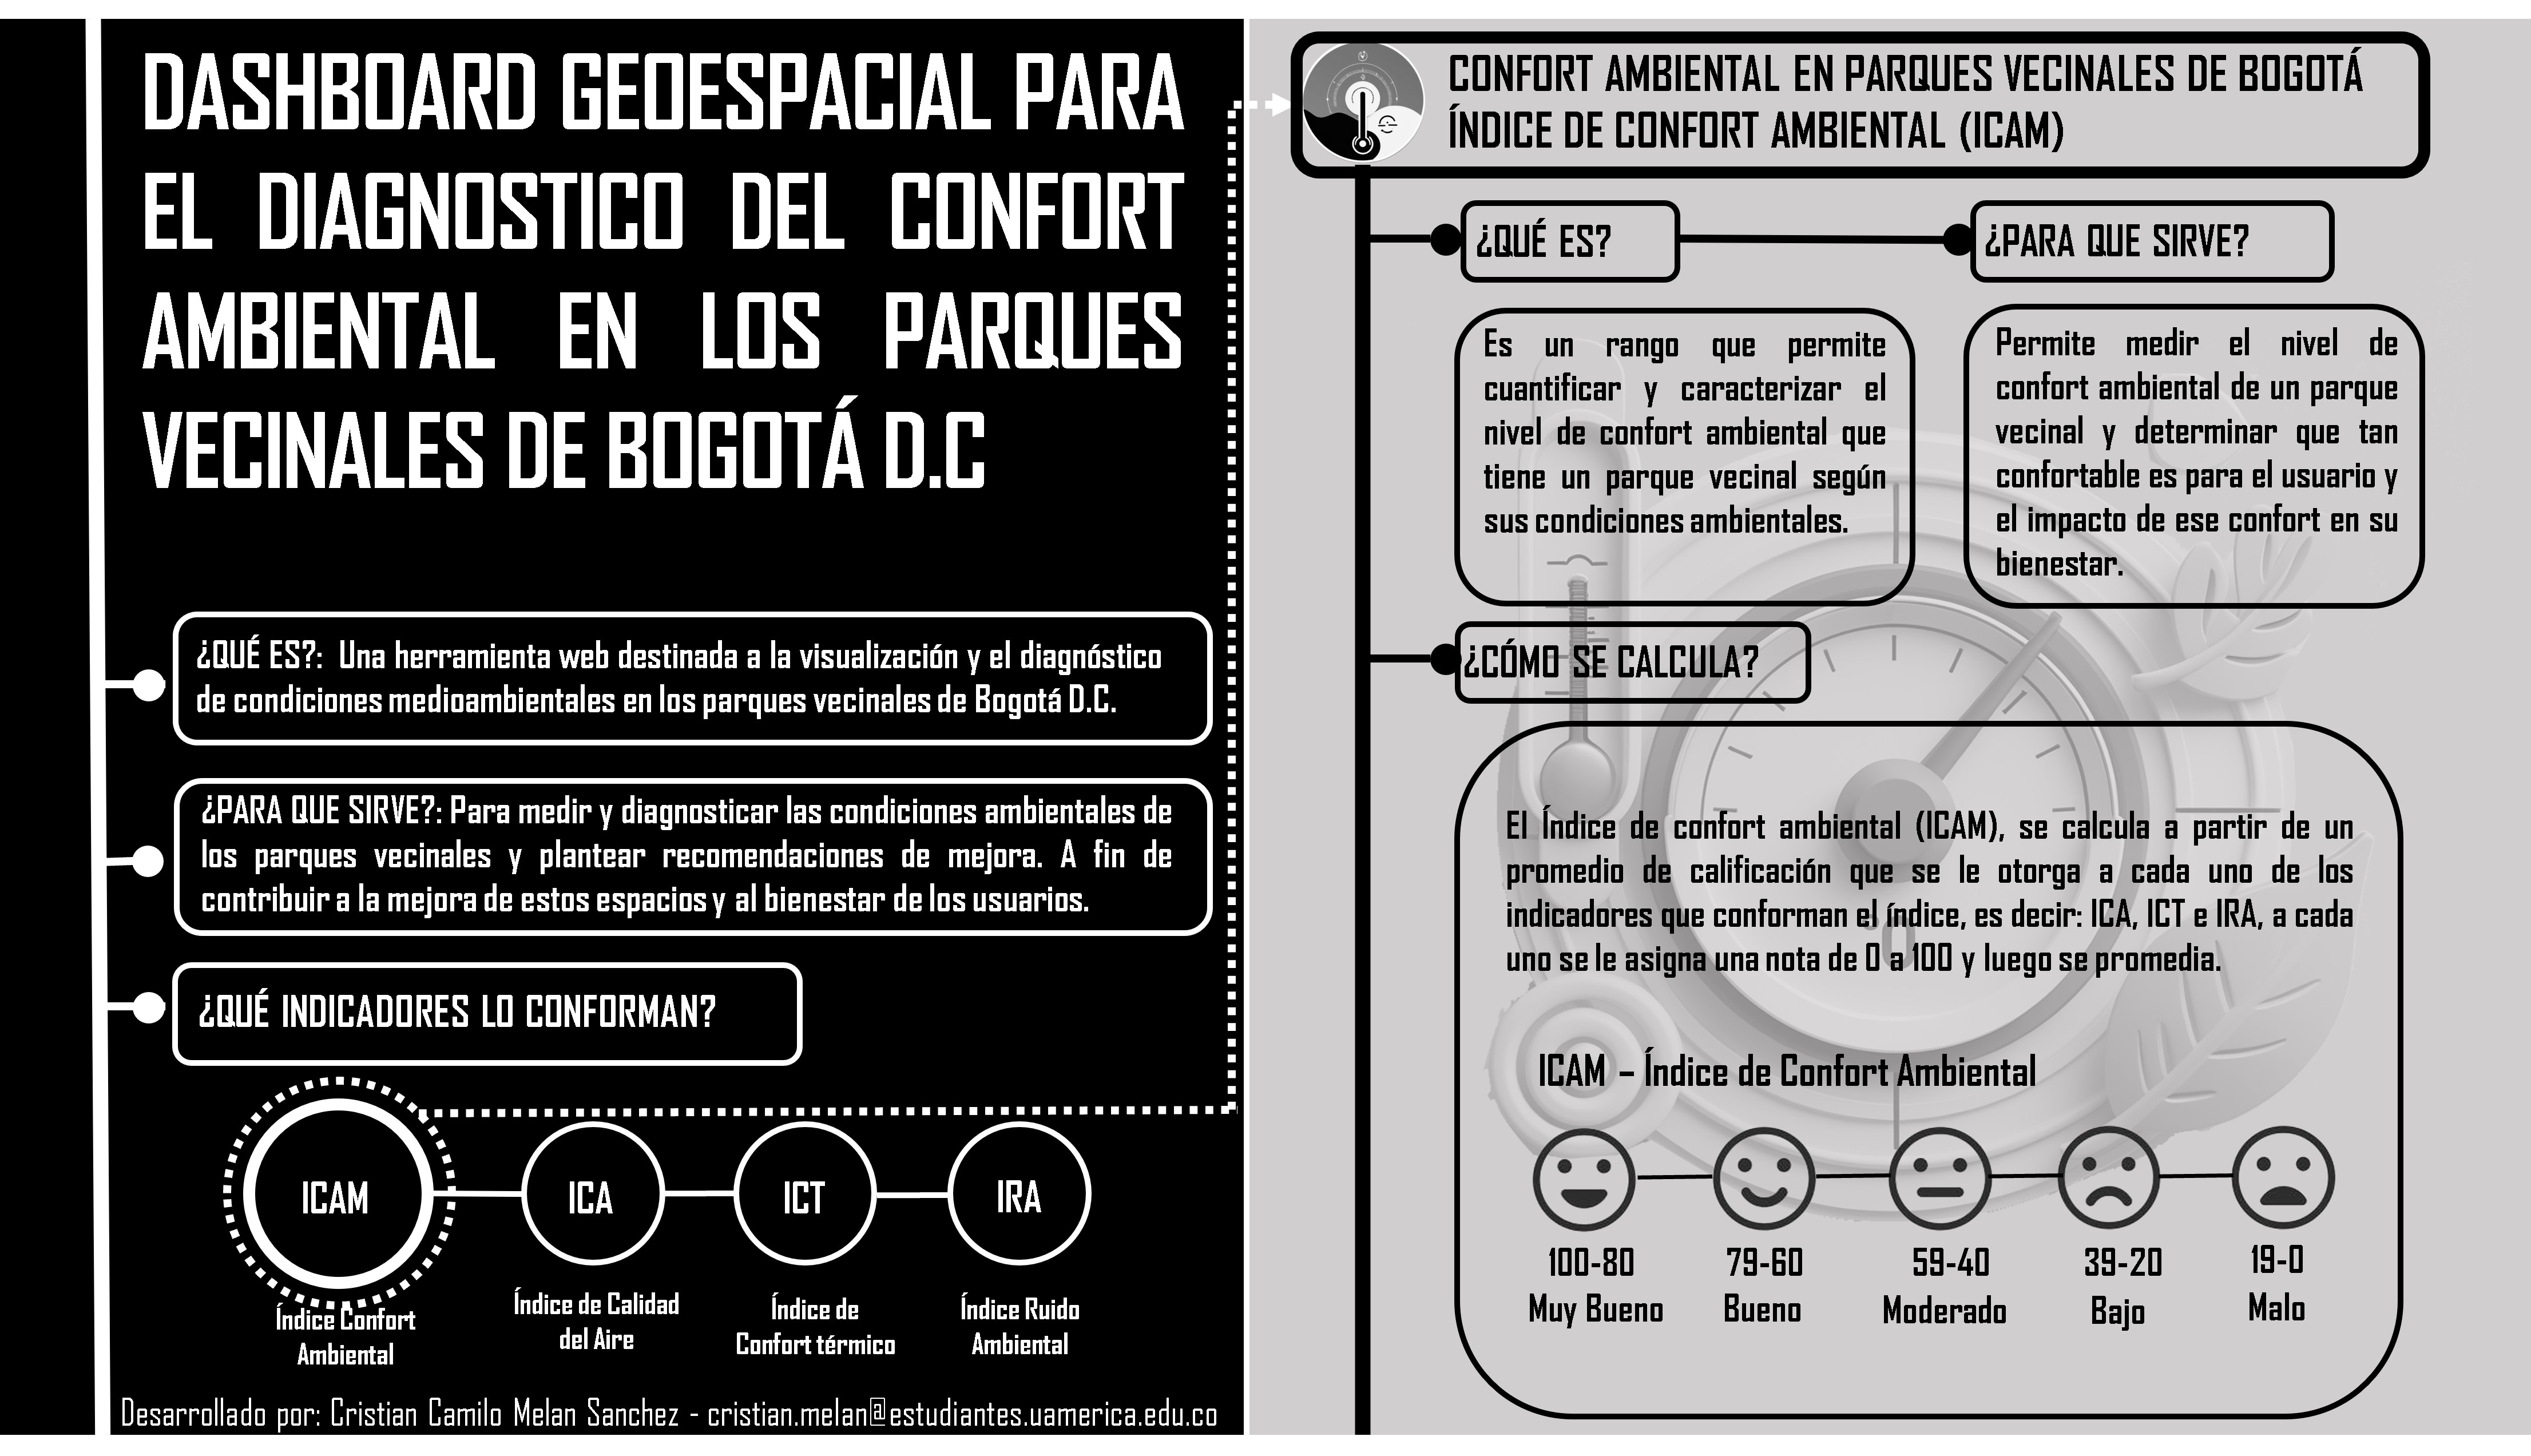 DASHBOARD GEOESPACIAL PARA
EL DIAGNOSTICO DEL CONFORT
AMBIENTAL EN LOS PARQUES
VECINALES DE BOGOTÁ D.C
¿QUÉ ES?: Una herramienta web destinada a la visualización y el diagnóstico
de condiciones medioambientales en los parques vecinales de Bogotá D.C.
¿PARA QUE SIRVE?: Para medir y diagnosticar las condiciones ambientales de
los parques vecinales y plantear recomendaciones de mejora. A fin de
contribuir a la mejora de estos espacios y al bienestar de los usuarios.
¿QUÉ INDICADORES LO CONFORMAN?
ICAM
ICA
ICT
IRA
Índice Confort
Ambiental
Índice de Calidad
del Aire
Índice de
Confort térmico
Índice Ruido
Ambiental
Desarrollado por: Cristian Camilo Melan Sanchez - cristian.melan@estudiantes.uamerica.edu.co
CONFORT AMBIENTAL EN PARQUES VECINALES DE BOGOTÁ
ÍNDICE DE CONFORT AMBIENTAL (ICAM)
¿QUÉ ES?
Es un rango que permite
cuantificar y caracterizar el
nivel de confort ambiental que
tiene un parque vecinal según
sus condiciones ambientales.
¿PARA QUE SIRVE?
Permite medir el nivel de
confort ambiental de un parque
vecinal y determinar que tan
confortable es para el usuario y
el impacto de ese confort en su
bienestar.
¿CÓMO SE CALCULA?
El Índice de confort ambiental (ICAM), se calcula a partir de un
promedio de calificación que se le otorga a cada uno de los
indicadores que conforman el índice, es decir: ICA, ICT e IRA, a cada
uno se le asigna una nota de 0 a 100 y luego se promedia.
ICAM – Índice de Confort Ambiental
100-80
Muy Bueno
79-60
Bueno
59-40
Moderado
39-20
Bajo
19-0
Malo